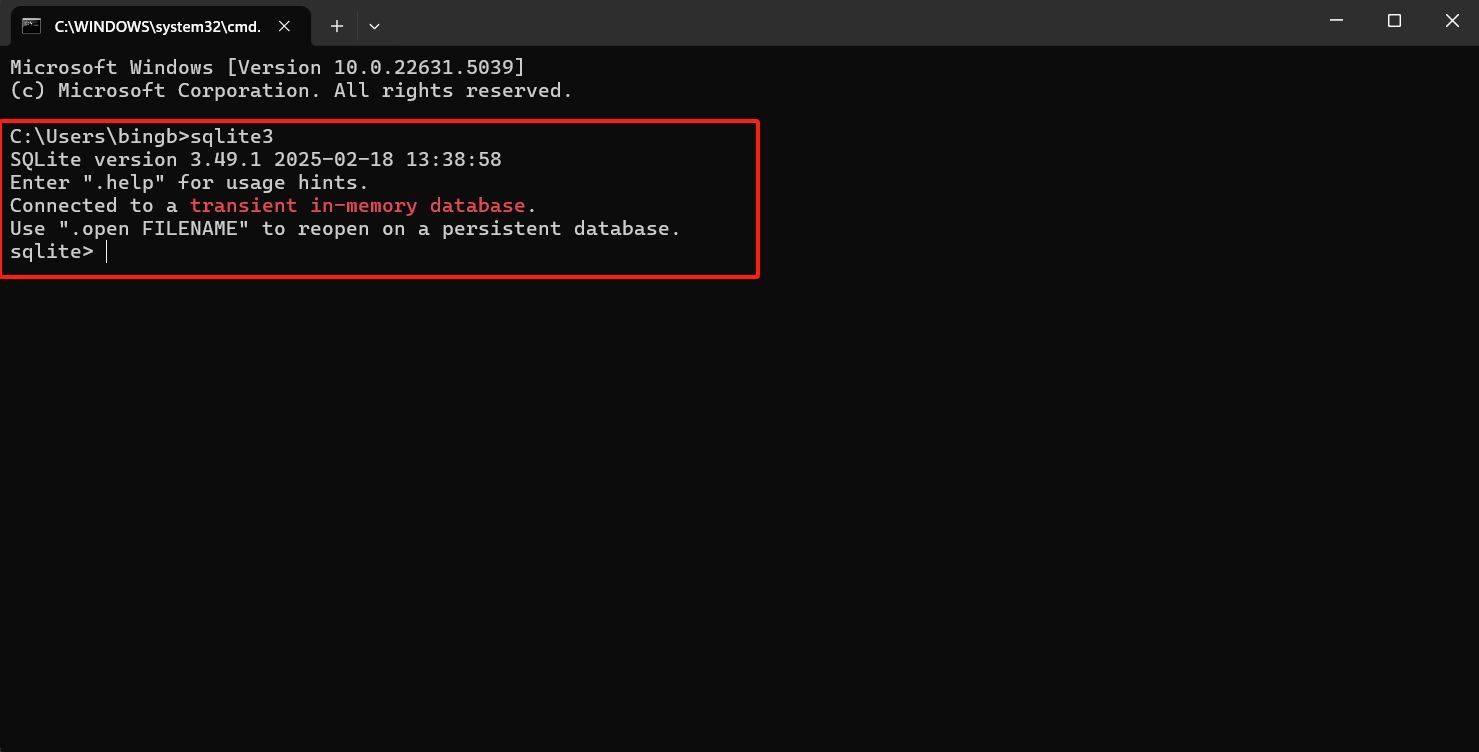 C:\WINDOWS\system32\cmd.
Microsoft Windows [Version 10.0.22631.5039]
(c) Microsoft Corporation. All rights reserved.
C:\Users\bingb>sqlite3
SQLite version 3.49.1 2025-02-18 13:38:58
Enter ".help" for usage hints.
Connected to a transient in-memory database.
Use ".open FILENAME" to reopen on a persistent database.
sqlite>